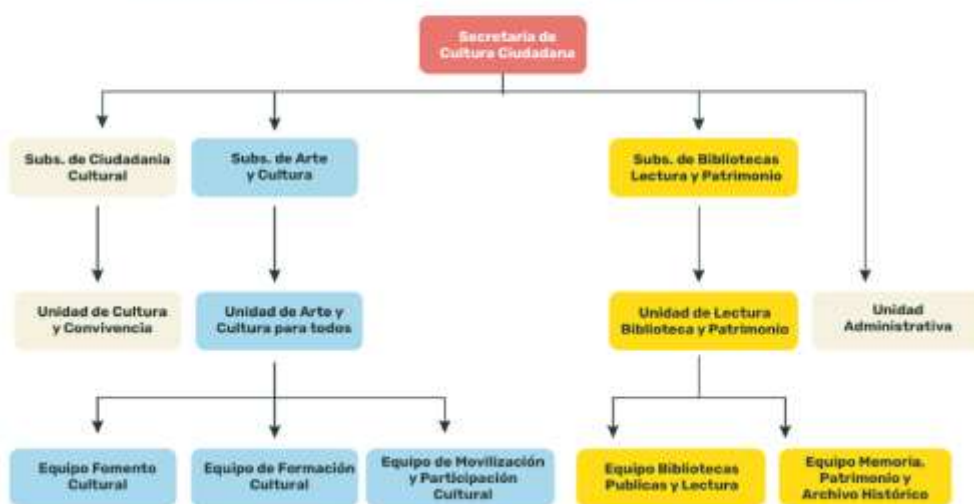 Secretaría de
Cultura Ciudadana
Subs. de Ciudadanía
Cultural
Subs. de Arte
y Cultura
Subs. de Bibliotecas
Lectura y Patrimonio
Unidad de Cultura
y Convivencia
Unidad de Arte y
Cultura para todos
Unidad de Lectura
Biblioteca y Patrimonio
Unidad
Administrativa
Equipo Fomento
Cultural
Equipo de Formación
Cultural
Equipo de Movilización
y Participación
Cultural
Equipo Bibliotecas
Publicas y Lectura
Equipo Memoria,
Patrimonio y
Archivo Histórico